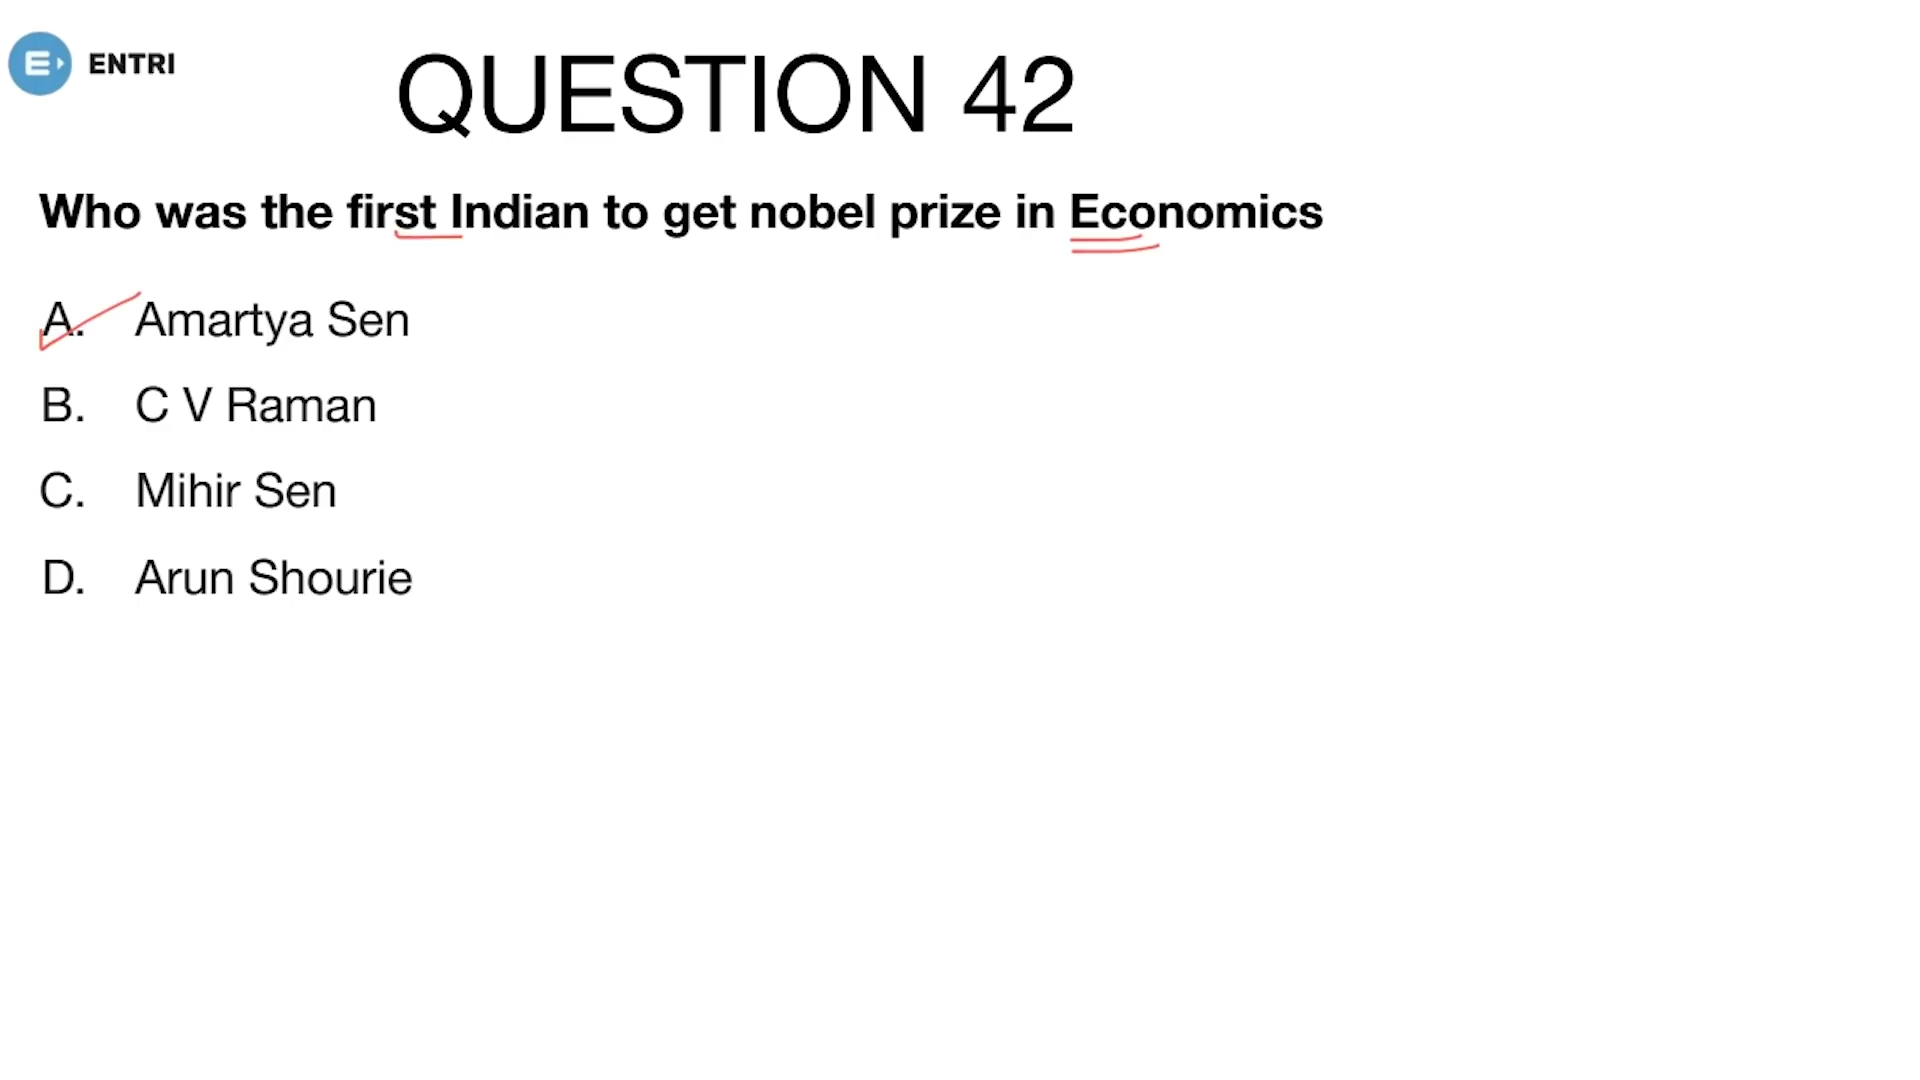 ENTRI
QUESTION 42
Who was the first Indian to get nobel prize in Economics
A. Amartya Sen
B. C V Raman
C. Mihir Sen
D. Arun Shourie